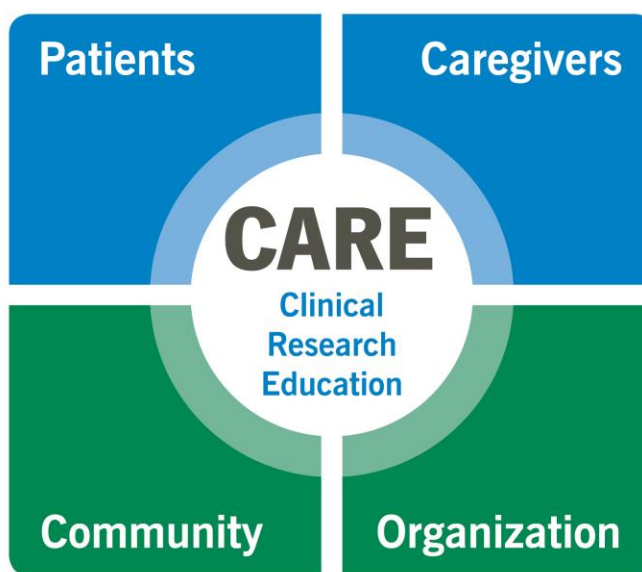 Patients
Caregivers
CARE
Clinical
Research
Education
Community
Organization